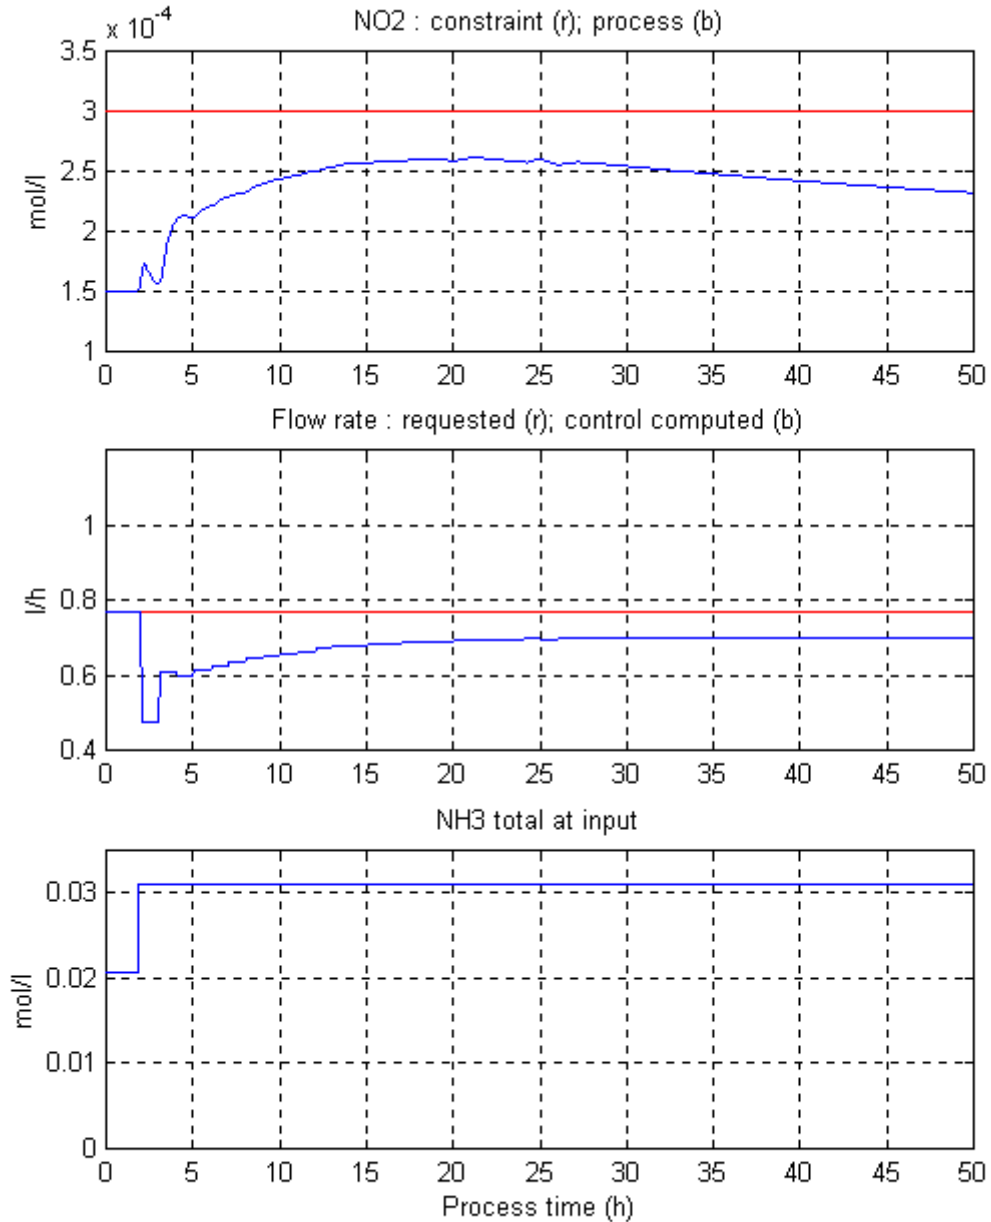 NO2 : constraint (r); process (b)
x 10-4
3.5
3
2.5
2
1.5
1
mol/l
0 5 10 15 20 25 30 35 40 45 50
Flow rate : requested (r); control computed (b)
1
0.8
0.6
0.4
l/h
0 5 10 15 20 25 30 35 40 45 50
NH3 total at input
0.03
0.02
0.01
0
mol/l
0 5 10 15 20 25 30 35 40 45 50
Process time (h)